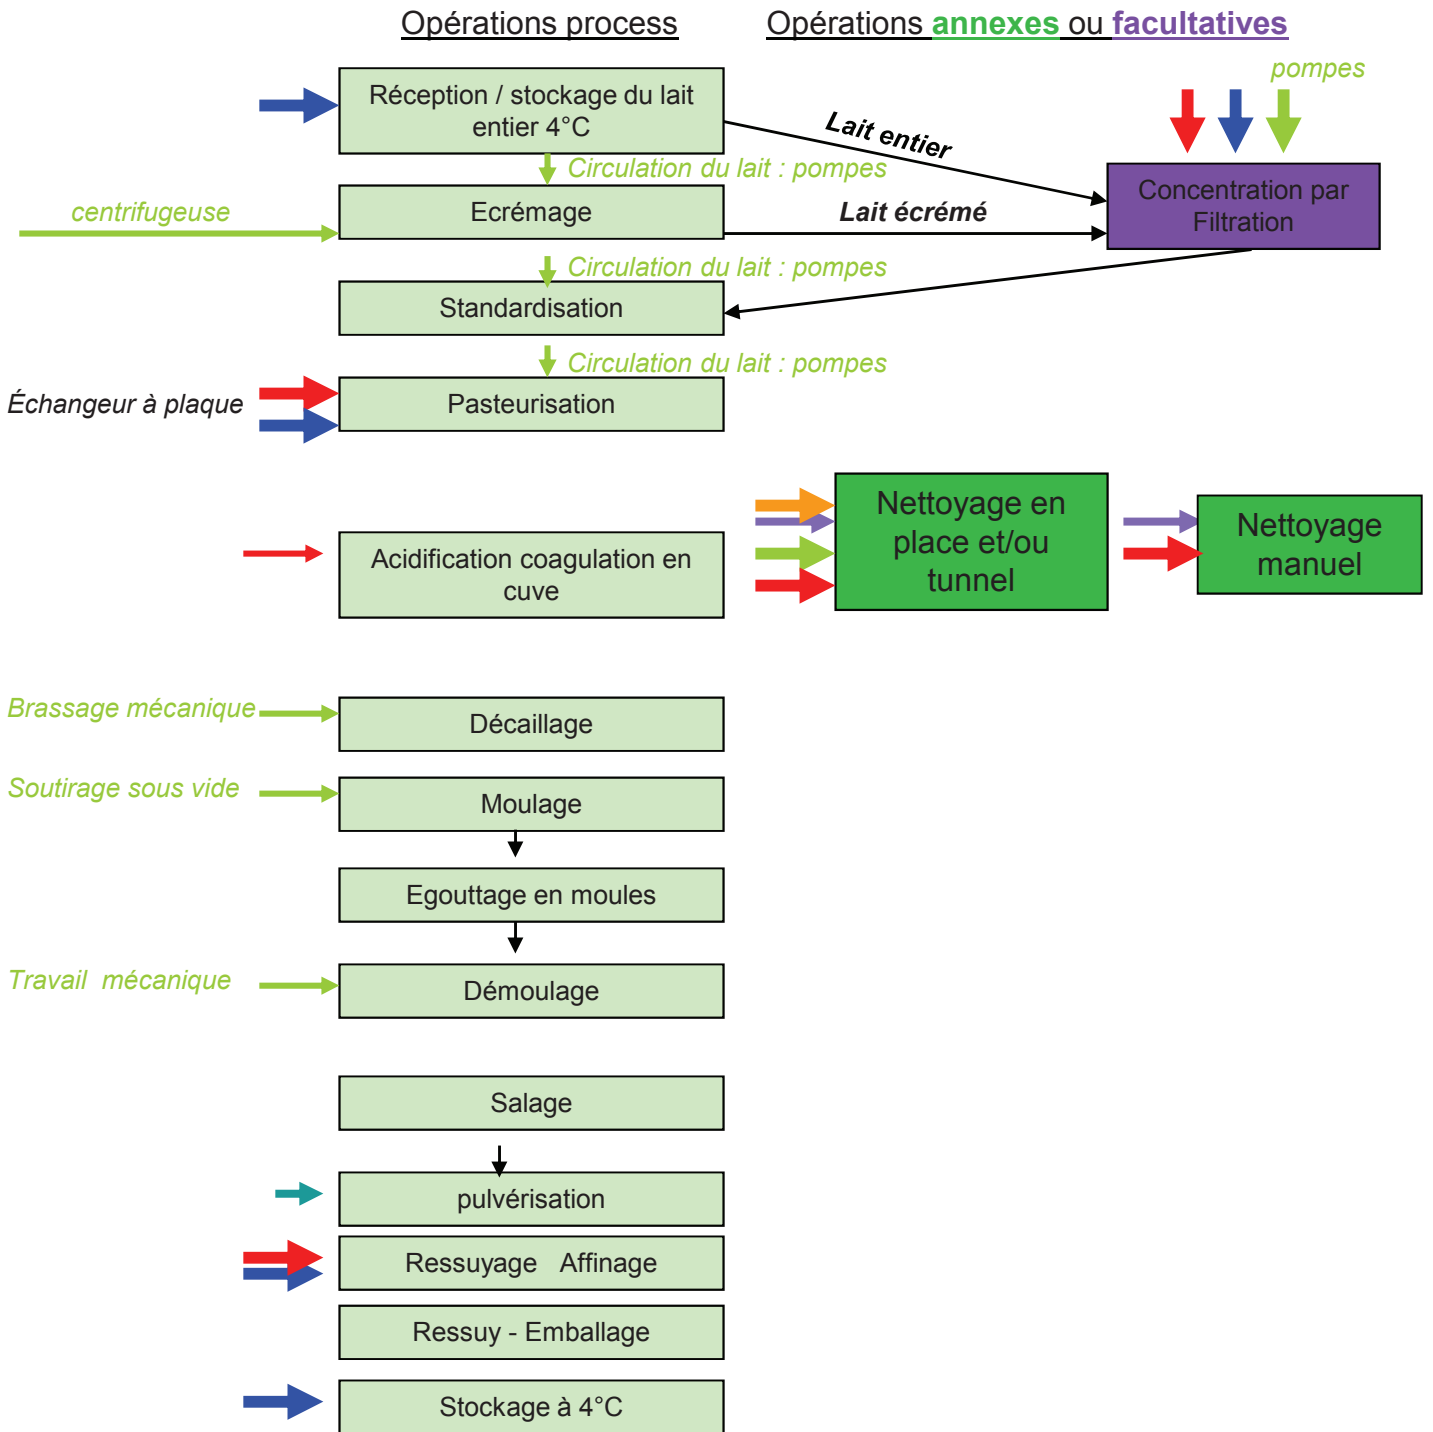 Opérations process
Opérations annexes ou facultatives
pompes
Réception / stockage du lait
entier 4°C
Lait entier
Circulation du lait : pompes
Concentration par
Filtration
centrifugeuse
Ecrémage
Lait écrémé
Circulation du lait : pompes
Standardisation
Circulation du lait : pompes
Échangeur à plaque
Pasteurisation
Nettoyage en
place et/ou
tunnel
Nettoyage
manuel
Acidification coagulation en
cuve
Brassage mécanique
Décaillage
Soutirage sous vide
Moulage
Egouttage en moules
Travail mécanique
Démoulage
Salage
pulvérisation
Ressuyage Affinage
Ressuy - Emballage
Stockage à 4°C